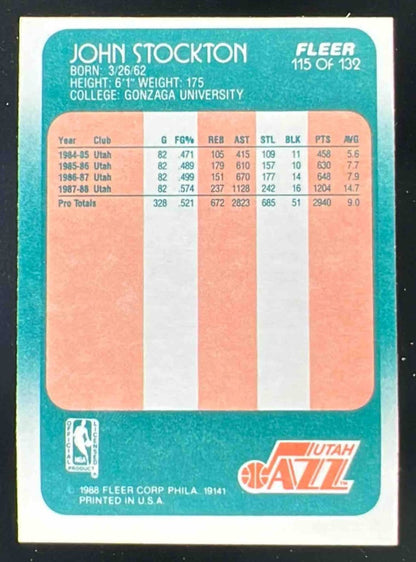 JOHN STOCKTON
FLEER
115 OF 132
BORN: 3/26/62
HEIGHT: 6'1" WEIGHT: 175
COLLEGE: GONZAGA UNIVERSITY
Year Club G FG% REB AST STL BLK PTS AVG
1984-85 Utah 82 .471 105 415 109 11 458 5.6
1985-86 Utah 82 .489 179 610 157 10 630 7.7
1986-87 Utah 82 .499 151 670 177 14 648 7.9
1987-88 Utah 82 .574 237 1128 242 16 1204 14.7
Pro Totals 328 .521 672 2823 685 51 2940 9.0
OFFICIAL
LICENSED
NBA
PRODUCT
UTAH
JAZZ
TM
© 1988 FLEER CORP. PHILA. 19141
PRINTED IN U.S.A.